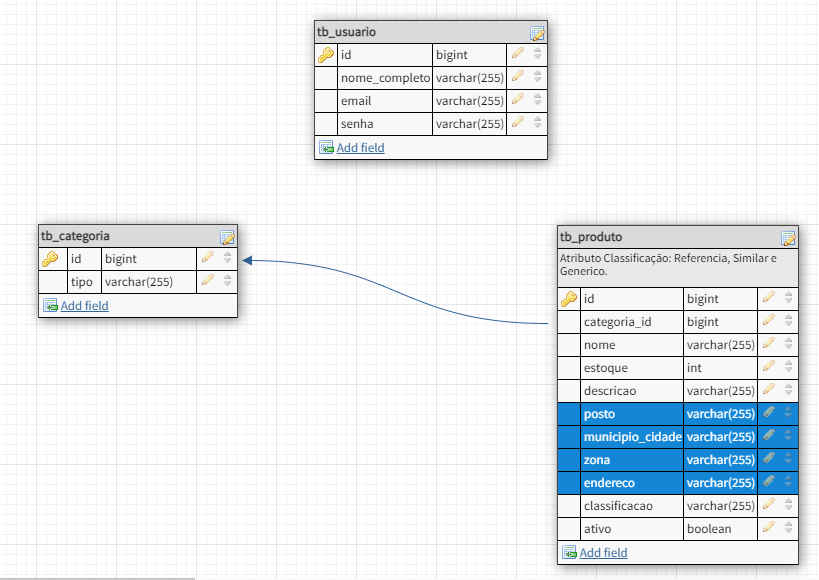 tb_usuario
id bigint
nome_completo varchar(255)
email varchar(255)
senha varchar(255)
Add field
tb_categoria
id bigint
tipo varchar(255)
Add field
tb_produto
Atributo Classificação: Referencia, Similar e
Generico.
id bigint
categoria_id bigint
nome varchar(255)
estoque int
descricao varchar(255)
posto varchar(255)
municipio_cidade varchar(255)
zona varchar(255)
endereco varchar(255)
classificacao varchar(255)
ativo boolean
Add field